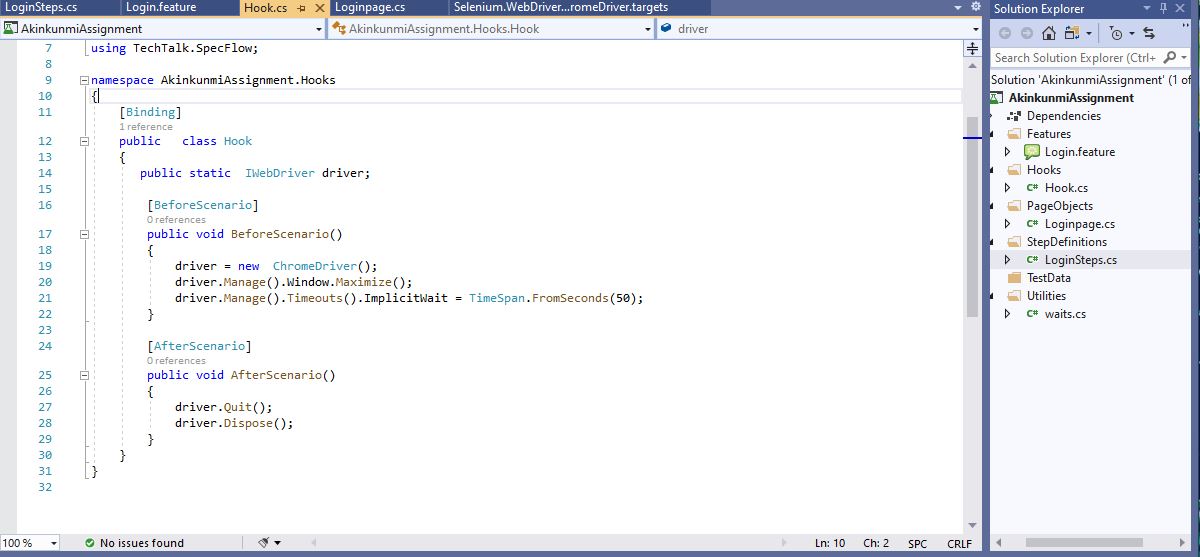 LoginSteps.cs Login.feature Hook.cs Loginpage.cs Selenium.WebDriver...romeDriver.targets
AkinkunmiAssignment AkinkunmiAssignment.Hooks.Hook driver
7 using TechTalk.SpecFlow;
8
9 namespace AkinkunmiAssignment.Hooks
10 {
11 [Binding]
1 reference
12 public class Hook
13 {
14 public static IWebDriver driver;
15
16 [BeforeScenario]
0 references
17 public void BeforeScenario()
18 {
19 driver = new ChromeDriver();
20 driver.Manage().Window.Maximize();
21 driver.Manage().Timeouts().ImplicitWait = TimeSpan.FromSeconds(50);
22 }
23
24 [AfterScenario]
0 references
25 public void AfterScenario()
26 {
27 driver.Quit();
28 driver.Dispose();
29 }
30 }
31 }
32
100 % No issues found Ln: 10 Ch: 2 SPC CRLF
Solution Explorer
Search Solution Explorer (Ctrl+
Solution 'AkinkunmiAssignment' (1 of
AkinkunmiAssignment
Dependencies
Features
Login.feature
Hooks
C# Hook.cs
PageObjects
C# Loginpage.cs
StepDefinitions
C# LoginSteps.cs
TestData
Utilities
C# waits.cs